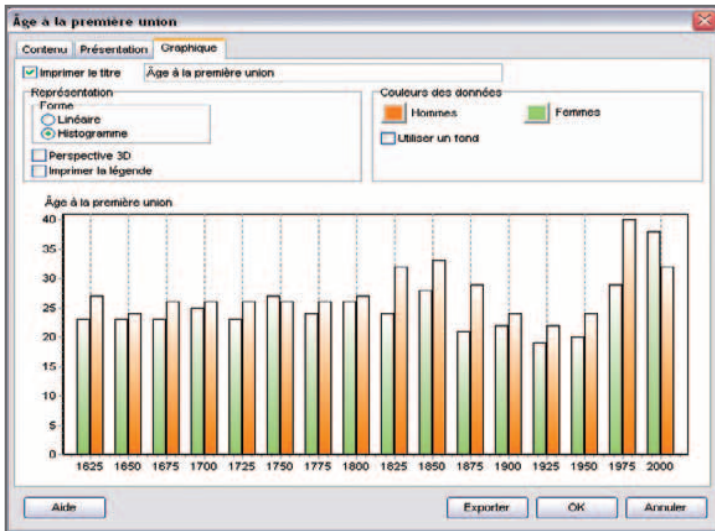 Âge à la première union
Contenu Présentation Graphique
Imprimer le titre Âge à la première union
Représentation
Forme
Linéaire
Histogramme
Perspective 3D
Imprimer la légende
Couleurs des données
Hommes Femmes
Utiliser un fond
Âge à la première union
40
35
30
25
20
15
10
5
0
1625 1650 1675 1700 1725 1750 1775 1800 1825 1850 1875 1900 1925 1950 1975 2000
Aide Exporter OK Annuler